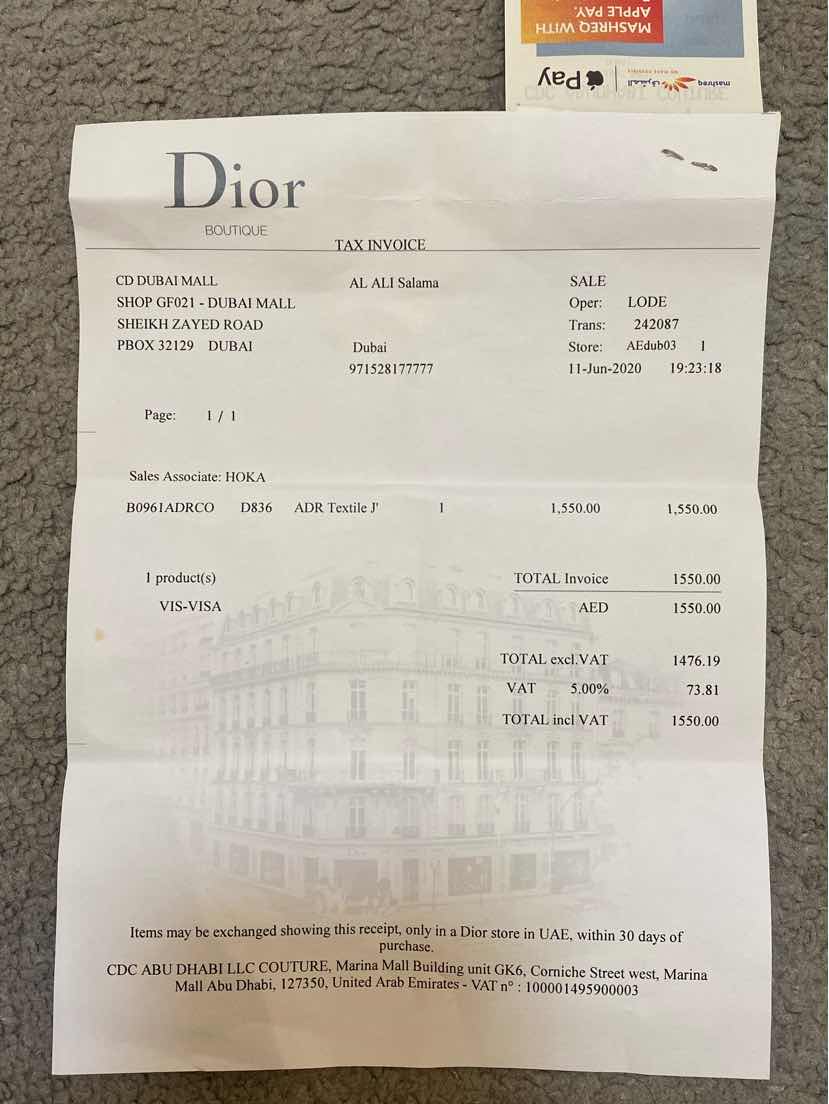 MASHREQ WITH
APPLE PAY.
mashreq
المشرق
Pay
Dior
BOUTIQUE
TAX INVOICE
CD DUBAI MALL AL ALI Salama SALE
SHOP GF021 - DUBAI MALL Oper: LODE
SHEIKH ZAYED ROAD Trans: 242087
PBOX 32129 DUBAI Dubai Store: AEdub03 1
971528177777 11-Jun-2020 19:23:18
Page: 1 / 1
Sales Associate: HOKA
B0961ADRCO D836 ADR Textile J' 1 1,550.00 1,550.00
1 product(s) TOTAL Invoice 1550.00
VIS-VISA AED 1550.00
TOTAL excl.VAT 1476.19
VAT 5.00% 73.81
TOTAL incl VAT 1550.00
Dior
Items may be exchanged showing this receipt, only in a Dior store in UAE, within 30 days of
purchase.
CDC ABU DHABI LLC COUTURE, Marina Mall Building unit GK6, Corniche Street west, Marina
Mall Abu Dhabi, 127350, United Arab Emirates - VAT n° : 100001495900003